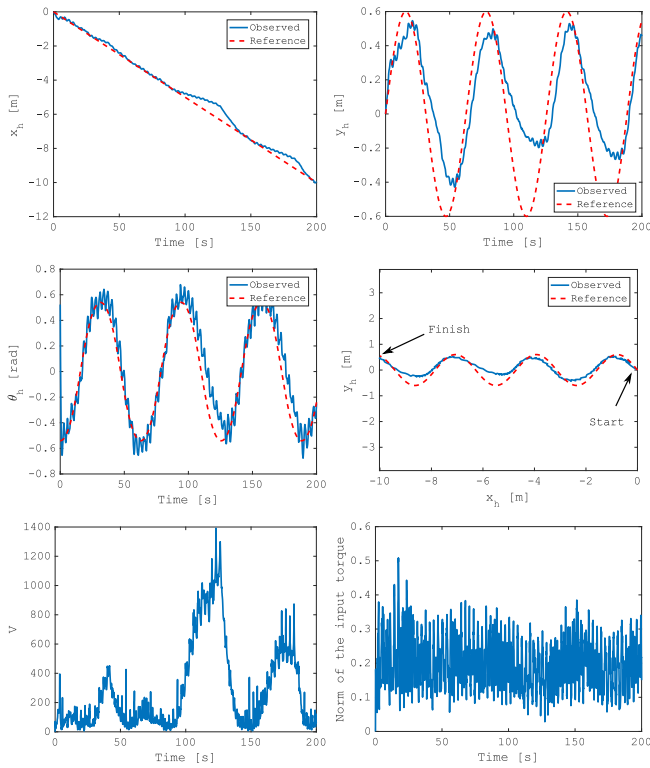 0
-2
-4
-6
-8
-10
-12
0 50 100 150 200
x_h [m]
Time [s]
Observed
Reference
0.6
0.4
0.2
0
0.2
0.4
0.6
0 50 100 150 200
y_h [m]
Time [s]
Observed
Reference
0.8
0.6
0.4
0.2
0
-0.2
-0.4
-0.6
-0.8
0 50 100 150 200
θ_h [rad]
Time [s]
Observed
Reference
3
2
1
0
-1
-2
-3
-10 -8 -6 -4 -2 0
y_h [m]
x_h [m]
Observed
Reference
Finish
Start
1400
1200
1000
800
600
400
200
0
0 50 100 150 200
V
Time [s]
0.6
0.5
0.4
0.3
0.2
0.1
0
0 50 100 150 200
Norm of the input torque
Time [s]